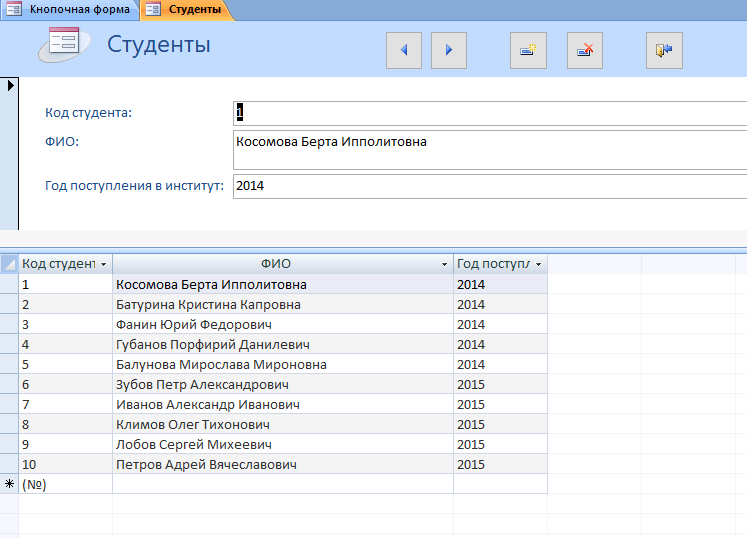 Кнопочная форма Студенты
Студенты
Код студента: 1
ФИО: Косомова Берта Ипполитовна
Год поступления в институт: 2014
Код студент ФИО Год поступл
1 Косомова Берта Ипполитовна 2014
2 Батурина Кристина Капровна 2014
3 Фанин Юрий Федорович 2014
4 Губанов Порфирий Данилевич 2014
5 Балунова Мирослава Мироновна 2014
6 Зубов Петр Александрович 2015
7 Иванов Александр Иванович 2015
8 Климов Олег Тихонович 2015
9 Лобов Сергей Михеевич 2015
10 Петров Адрей Вячеславович 2015
(№)